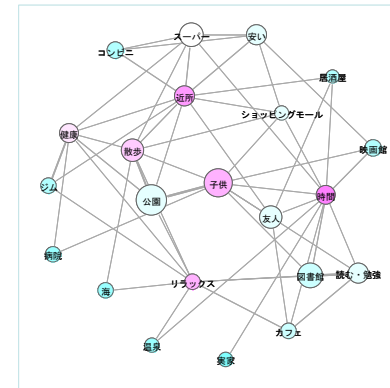 スーパー
安い
コンビニ
居酒屋
近所
ショッピングモール
健康
散歩
映画館
ジム
子供
時間
公園
友人
病院
リラックス
図書館
読む・勉強
海
カフェ
温泉
実家